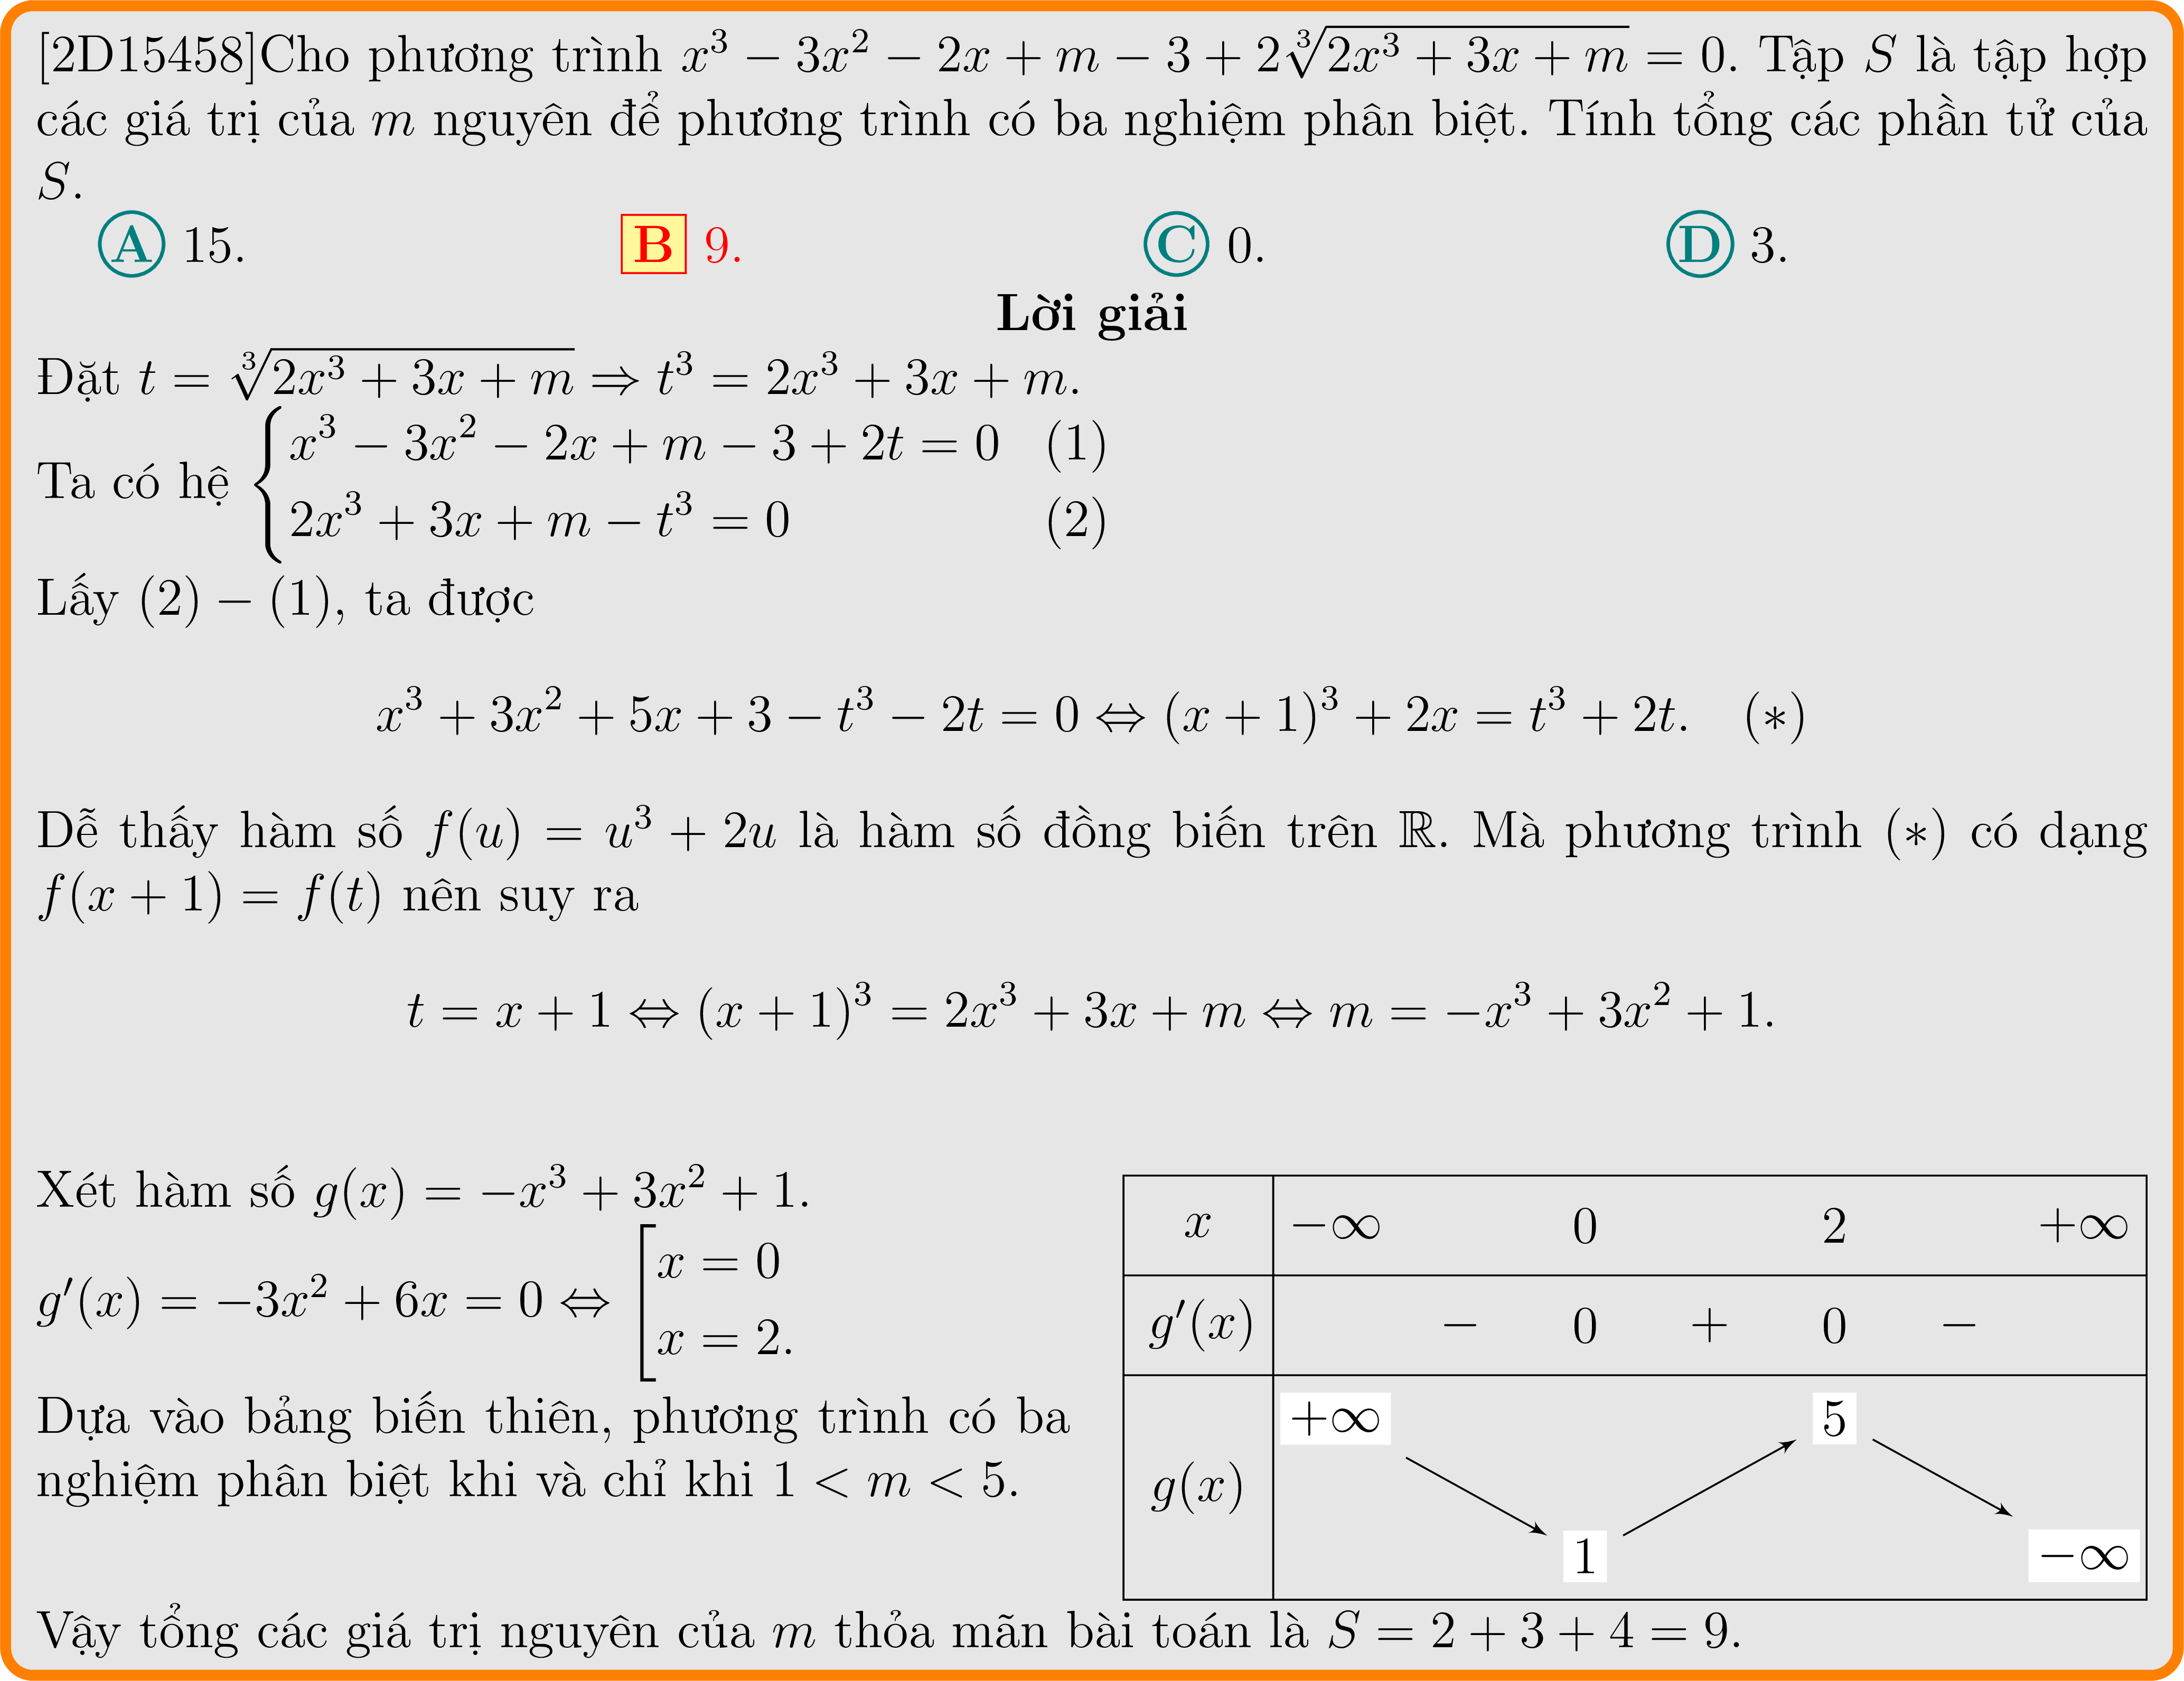 [2D15458]Cho phương trình $x^3 - 3x^2 - 2x + m - 3 + 2\sqrt[3]{2x^3 + 3x + m} = 0$. Tập $S$ là tập hợp
các giá trị của $m$ nguyên để phương trình có ba nghiệm phân biệt. Tính tổng các phần tử của
$S$.
A 15. B 9. C 0. D 3.
Lời giải
Đặt $t = \sqrt[3]{2x^3 + 3x + m} \Rightarrow t^3 = 2x^3 + 3x + m$.
Ta có hệ $\begin{cases} x^3 - 3x^2 - 2x + m - 3 + 2t = 0 \quad (1) \\ 2x^3 + 3x + m - t^3 = 0 \quad (2) \end{cases}$
Lấy $(2) - (1)$, ta được
$x^3 + 3x^2 + 5x + 3 - t^3 - 2t = 0 \Leftrightarrow (x + 1)^3 + 2x = t^3 + 2t. \quad (*)$
Dễ thấy hàm số $f(u) = u^3 + 2u$ là hàm số đồng biến trên $\mathbb{R}$. Mà phương trình $(*)$ có dạng
$f(x + 1) = f(t)$ nên suy ra
$t = x + 1 \Leftrightarrow (x + 1)^3 = 2x^3 + 3x + m \Leftrightarrow m = -x^3 + 3x^2 + 1.$
Xét hàm số $g(x) = -x^3 + 3x^2 + 1$.
$g'(x) = -3x^2 + 6x = 0 \Leftrightarrow \left[\begin{array}{l} x = 0 \\ x = 2. \end{array}\right.$
Dựa vào bảng biến thiên, phương trình có ba
nghiệm phân biệt khi và chỉ khi $1 < m < 5$.
$x$ $-\infty$ 0 2 $+\infty$
$g'(x)$ − 0 + 0 −
$g(x)$ $+\infty$ 1 5 $-\infty$
Vậy tổng các giá trị nguyên của $m$ thỏa mãn bài toán là $S = 2 + 3 + 4 = 9$.